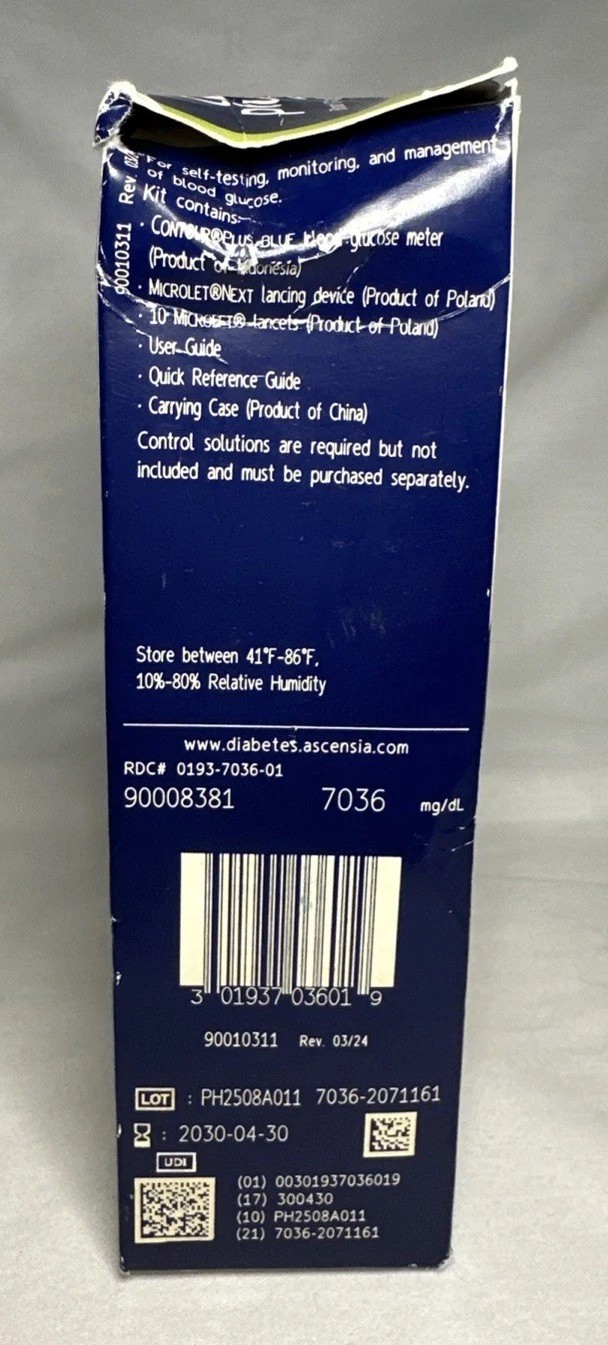 For self-testing, monitoring, and management
of blood glucose.
Kit contains:
· CONTOUR®PLUS BLUE blood glucose meter
(Product of Indonesia)
· MICROLET®NEXT lancing device (Product of Poland)
· 10 MICROLET® lancets (Product of Poland)
· User Guide
· Quick Reference Guide
· Carrying Case (Product of China)
Control solutions are required but not
included and must be purchased separately.
90010311 Rev.
Store between 41°F-86°F,
10%-80% Relative Humidity
www.diabetes.ascensia.com
RDC# 0193-7036-01
90008381 7036 mg/dL
3 01937 03601 9
90010311 Rev. 03/24
LOT : PH2508A011 7036-2071161
: 2030-04-30
UDI
(01) 00301937036019
(17) 300430
(10) PH2508A011
(21) 7036-2071161